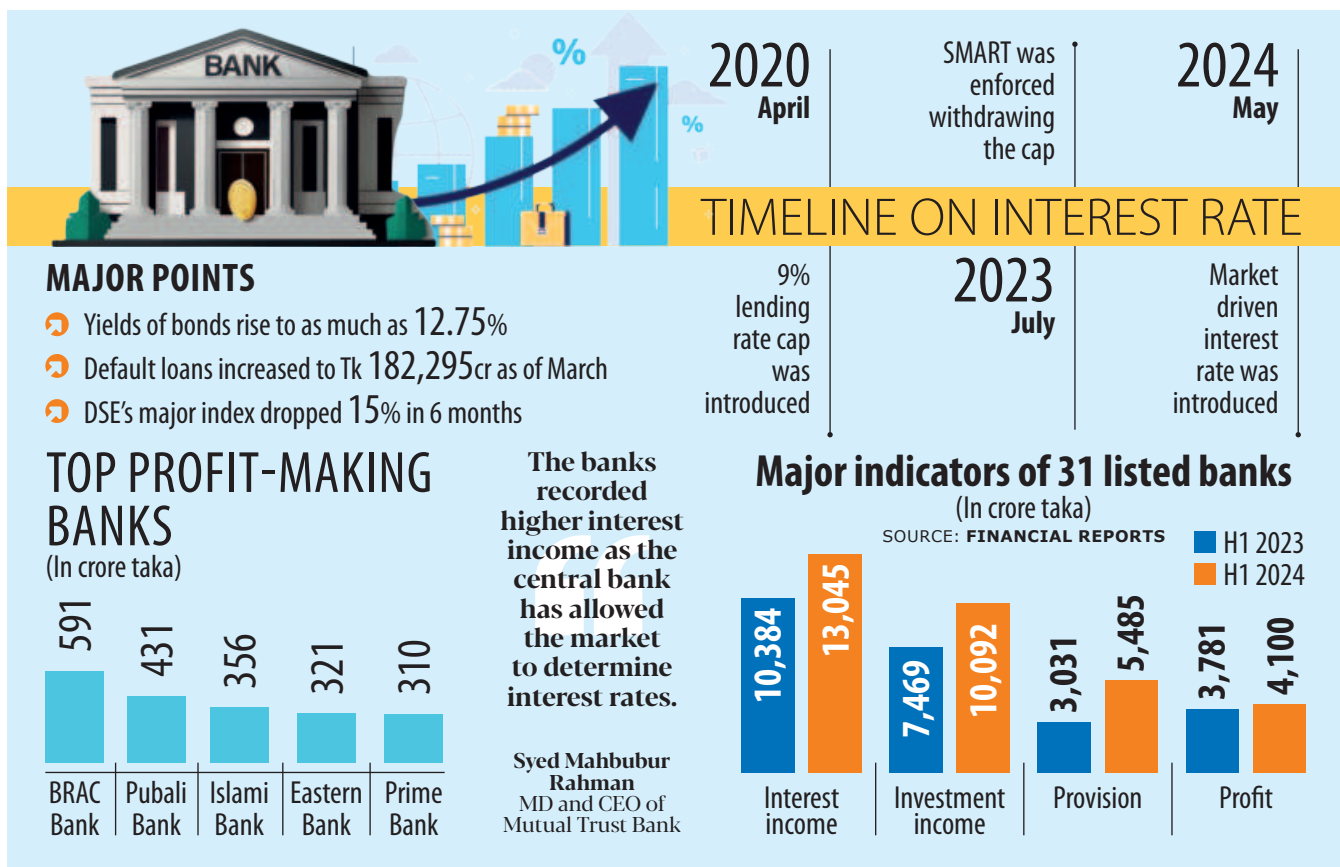 BANK
%
%
2020
April
SMART was
enforced
withdrawing
the cap
2024
May
TIMELINE ON INTEREST RATE
9%
lending
rate cap
was
introduced
2023
July
Market
driven
interest
rate was
introduced
MAJOR POINTS
Yields of bonds rise to as much as 12.75%
Default loans increased to Tk 182,295cr as of March
DSE's major index dropped 15% in 6 months
TOP PROFIT-MAKING
BANKS
(In crore taka)
591
431
356
321
310
BRAC
Bank
Pubali
Bank
Islami
Bank
Eastern
Bank
Prime
Bank
The banks
recorded
higher interest
income as the
central bank
has allowed
the market
to determine
interest rates.
Syed Mahbubur
Rahman
MD and CEO of
Mutual Trust Bank
Major indicators of 31 listed banks
(In crore taka)
SOURCE: FINANCIAL REPORTS
H1 2023
H1 2024
10,384
13,045
7,469
10,092
3,031
5,485
3,781
4,100
Interest
income
Investment
income
Provision
Profit